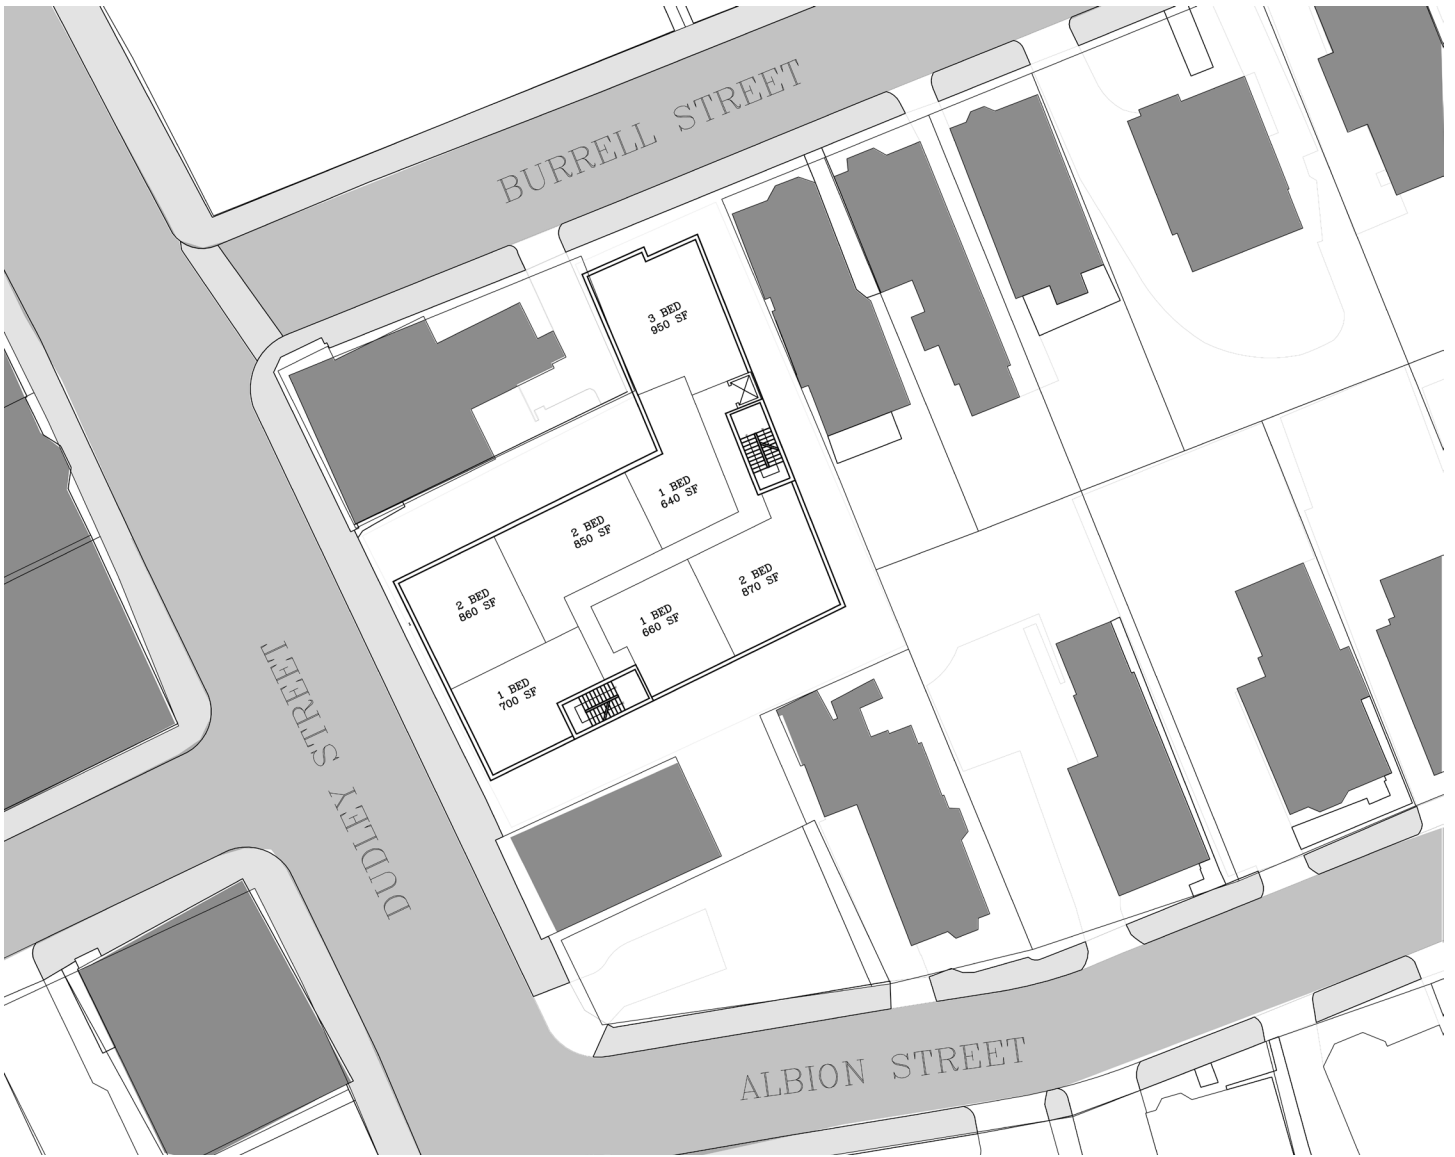 BURRELL STREET
3 BED
950 SF
1 BED
640 SF
2 BED
850 SF
2 BED
870 SF
2 BED
860 SF
1 BED
660 SF
1 BED
700 SF
DUDLEY STREET
ALBION STREET